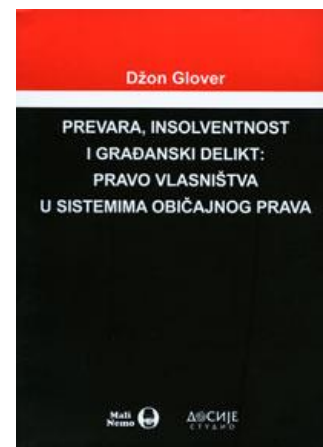 Džon Glover
PREVARA, INSOLVENTNOST
I GRAĐANSKI DELIKT:
PRAVO VLASNIŠTVA
U SISTEMIMA OBIČAJNOG PRAVA
Mali
Nemo
ДОСИЈЕ
СТУДИО